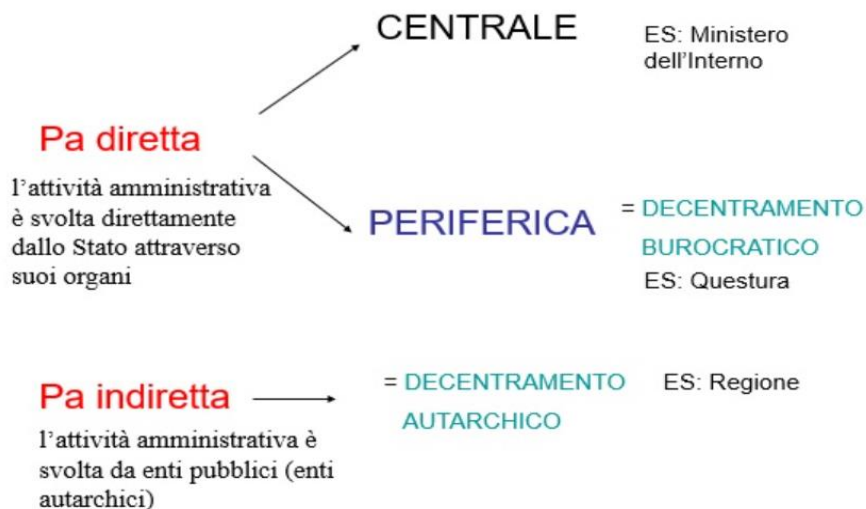 CENTRALE
ES: Ministero
dell'Interno
Pa diretta
l'attività amministrativa
è svolta direttamente
dallo Stato attraverso
suoi organi
PERIFERICA
= DECENTRAMENTO
BUROCRATICO
ES: Questura
Pa indiretta
= DECENTRAMENTO
AUTARCHICO
ES: Regione
l'attività amministrativa è
svolta da enti pubblici (enti
autarchici)